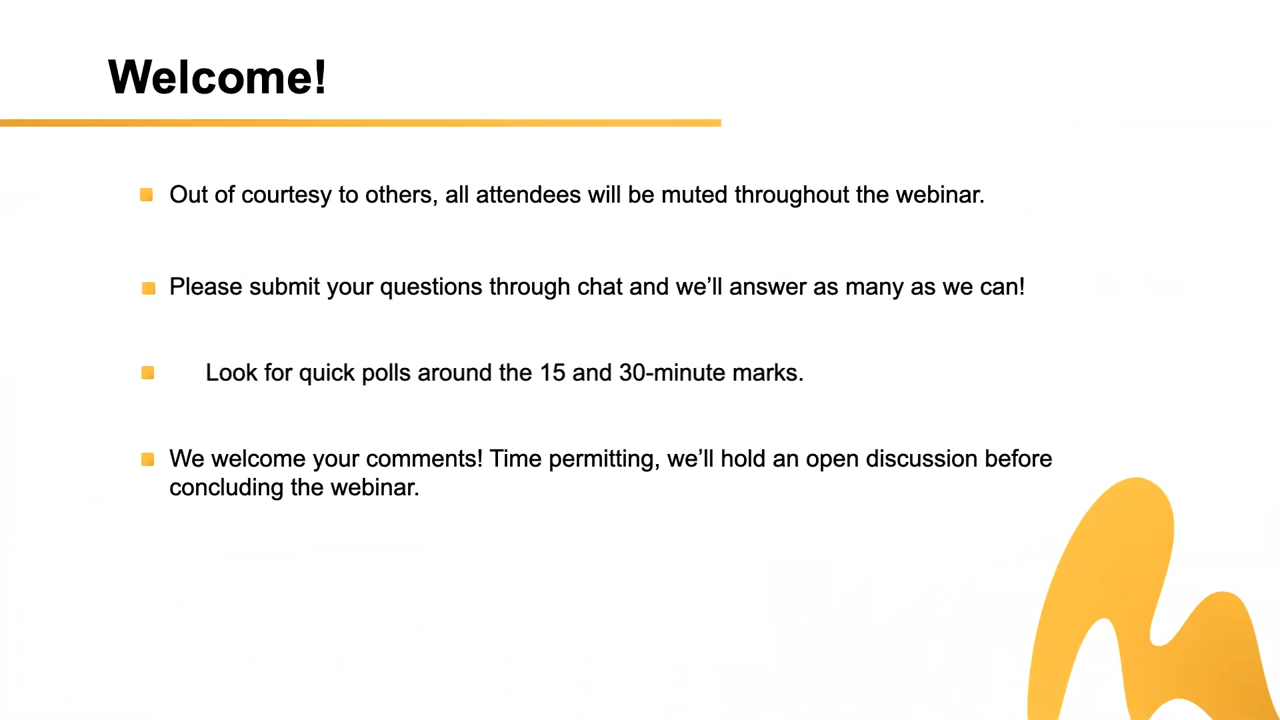 Welcome!
Out of courtesy to others, all attendees will be muted throughout the webinar.
Please submit your questions through chat and we’ll answer as many as we can!
Look for quick polls around the 15 and 30-minute marks.
We welcome your comments! Time permitting, we’ll hold an open discussion before
concluding the webinar.